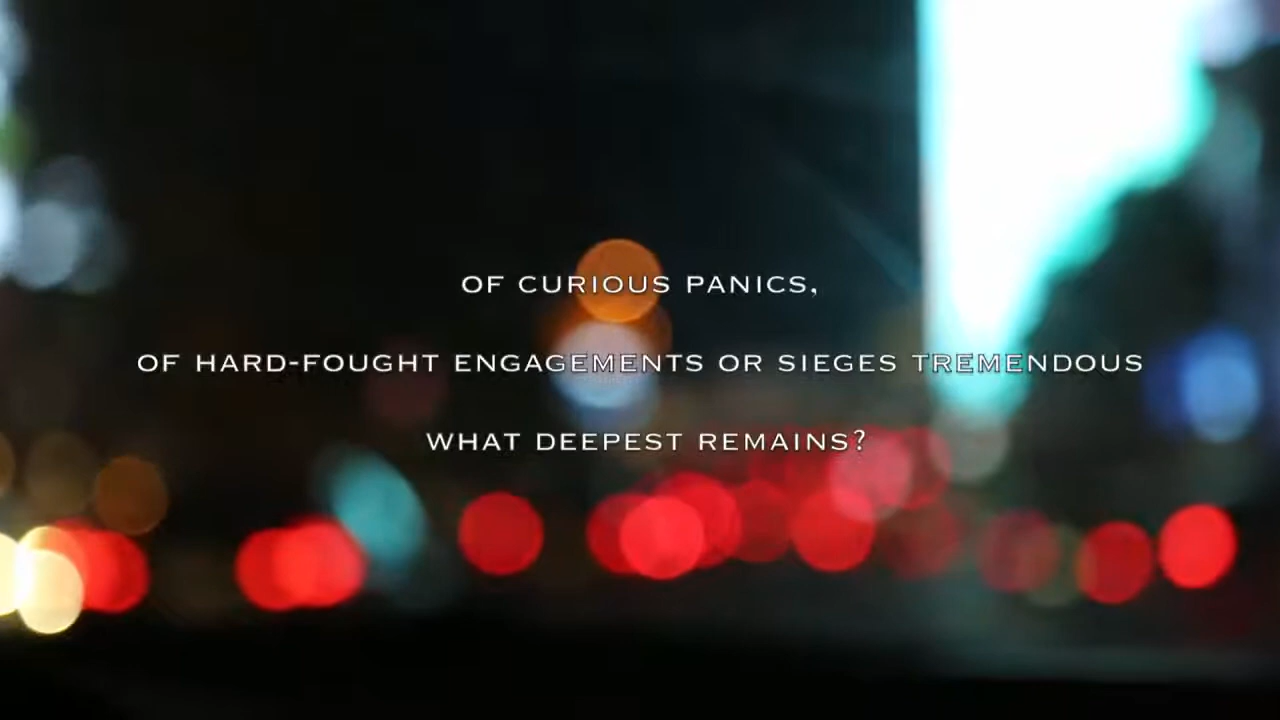 OF CURIOUS PANICS,
OF HARD-FOUGHT ENGAGEMENTS OR SIEGES TREMENDOUS
WHAT DEEPEST REMAINS?